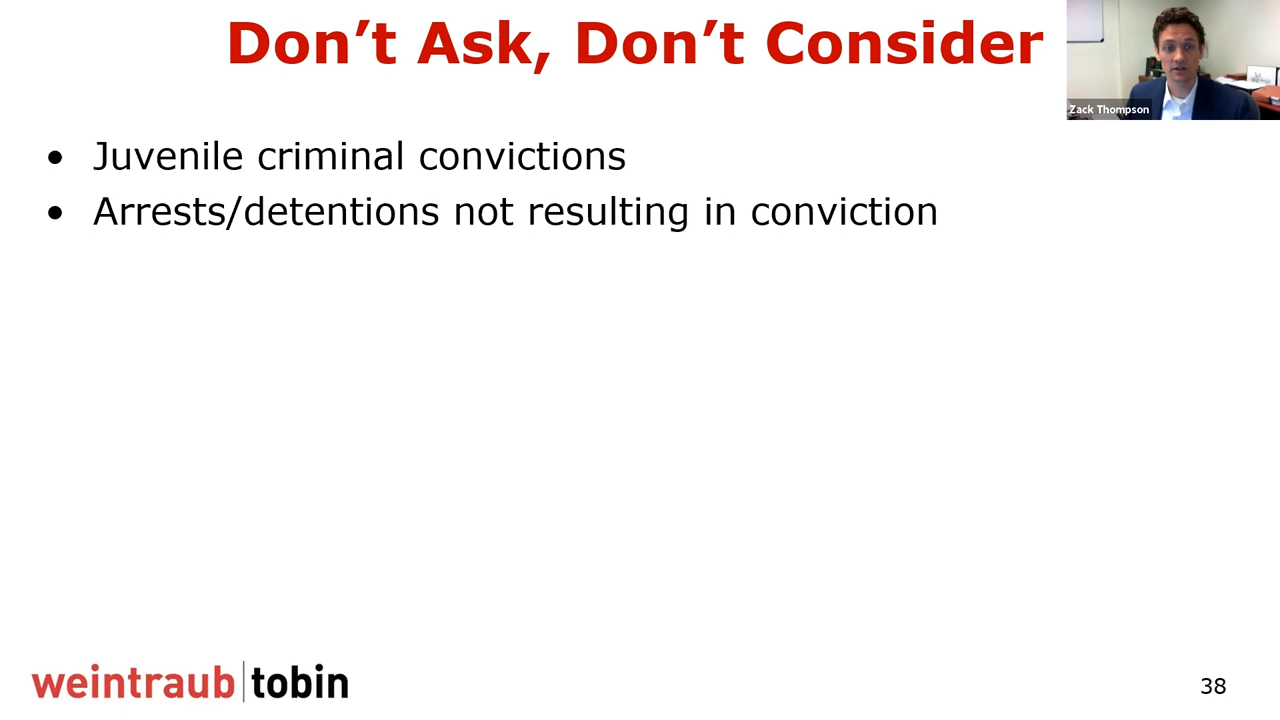 Don’t Ask, Don’t Consider
Zack Thompson
• Juvenile criminal convictions
• Arrests/detentions not resulting in conviction
weintraub|tobin
38